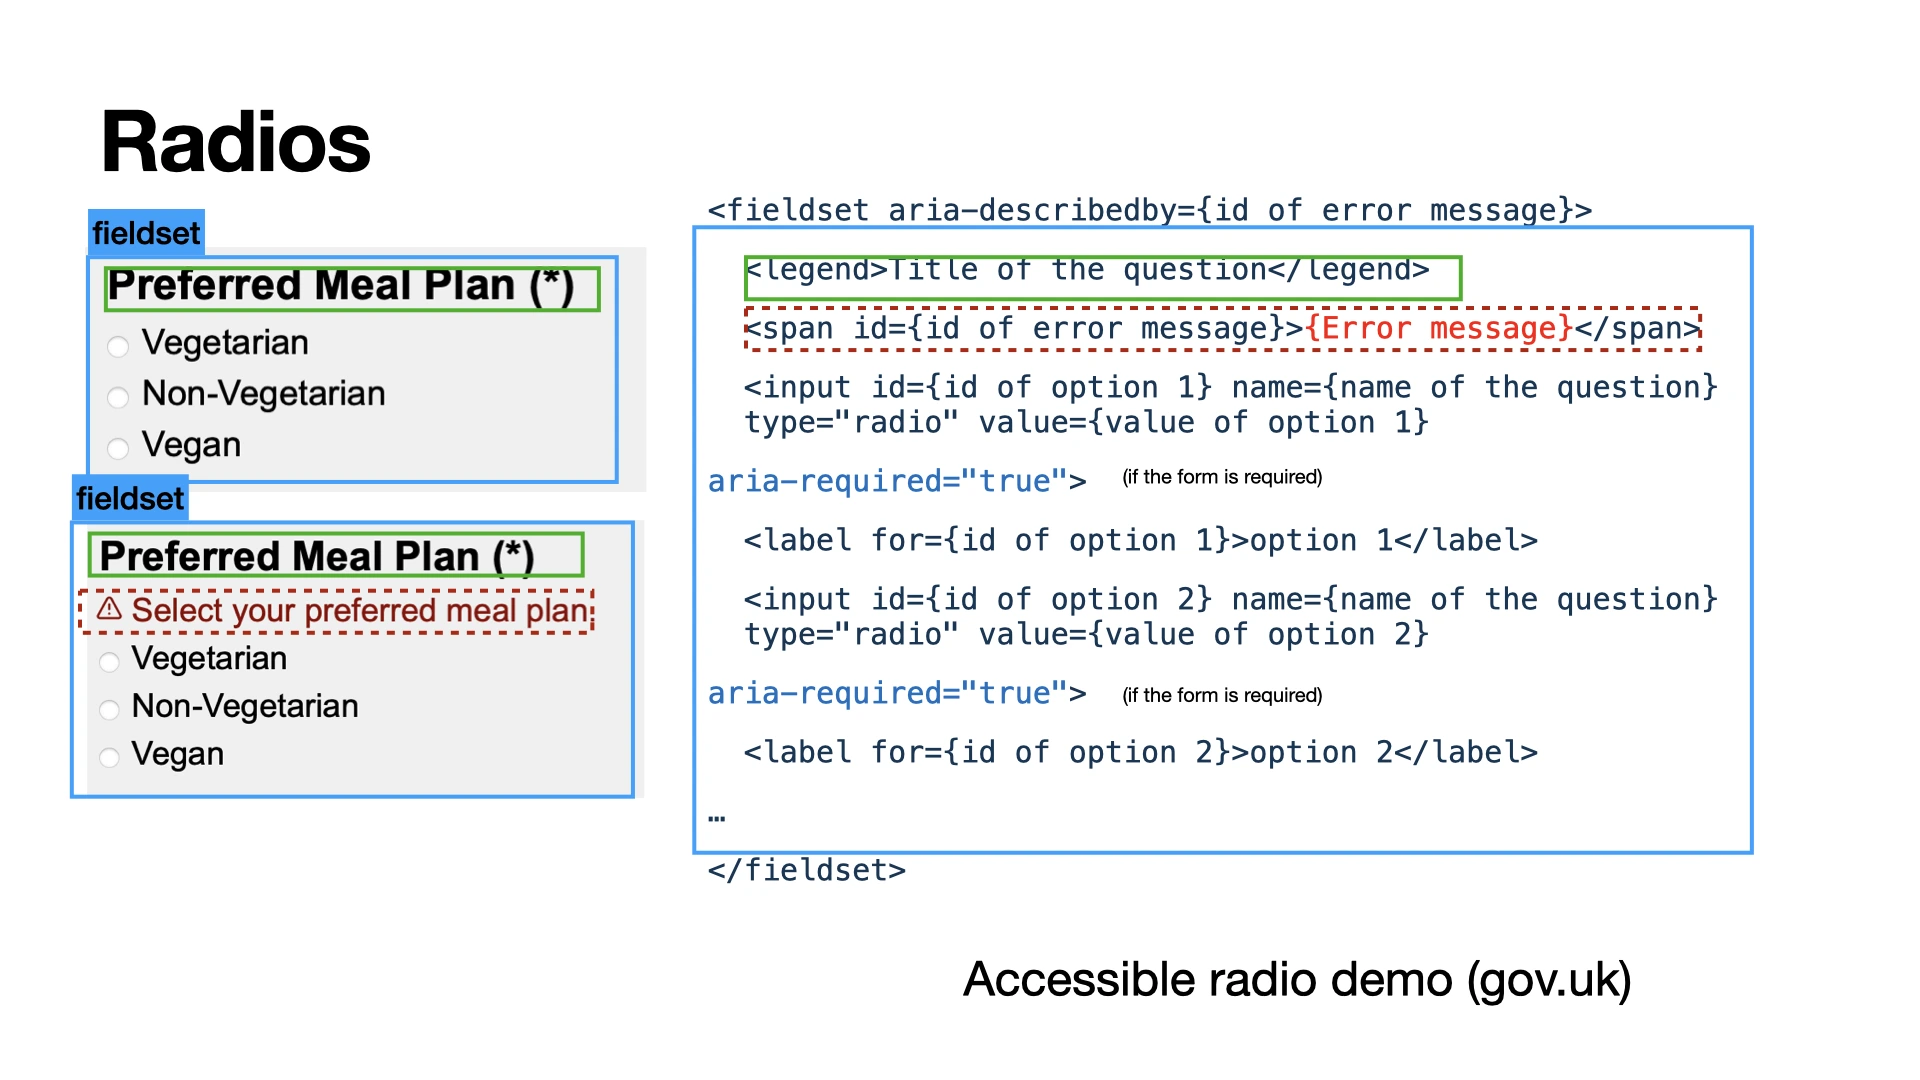 Radios
fieldset
Preferred Meal Plan (*)
Vegetarian
Non-Vegetarian
Vegan
fieldset
Preferred Meal Plan (*)
⚠ Select your preferred meal plan
Vegetarian
Non-Vegetarian
Vegan
<fieldset aria-describedby={id of error message}>
<legend>Title of the question</legend>
<span id={id of error message}>{Error message}</span>
<input id={id of option 1} name={name of the question}
type="radio" value={value of option 1}
aria-required="true"> (if the form is required)
<label for={id of option 1}>option 1</label>
<input id={id of option 2} name={name of the question}
type="radio" value={value of option 2}
aria-required="true"> (if the form is required)
<label for={id of option 2}>option 2</label>
…
</fieldset>
Accessible radio demo (gov.uk)